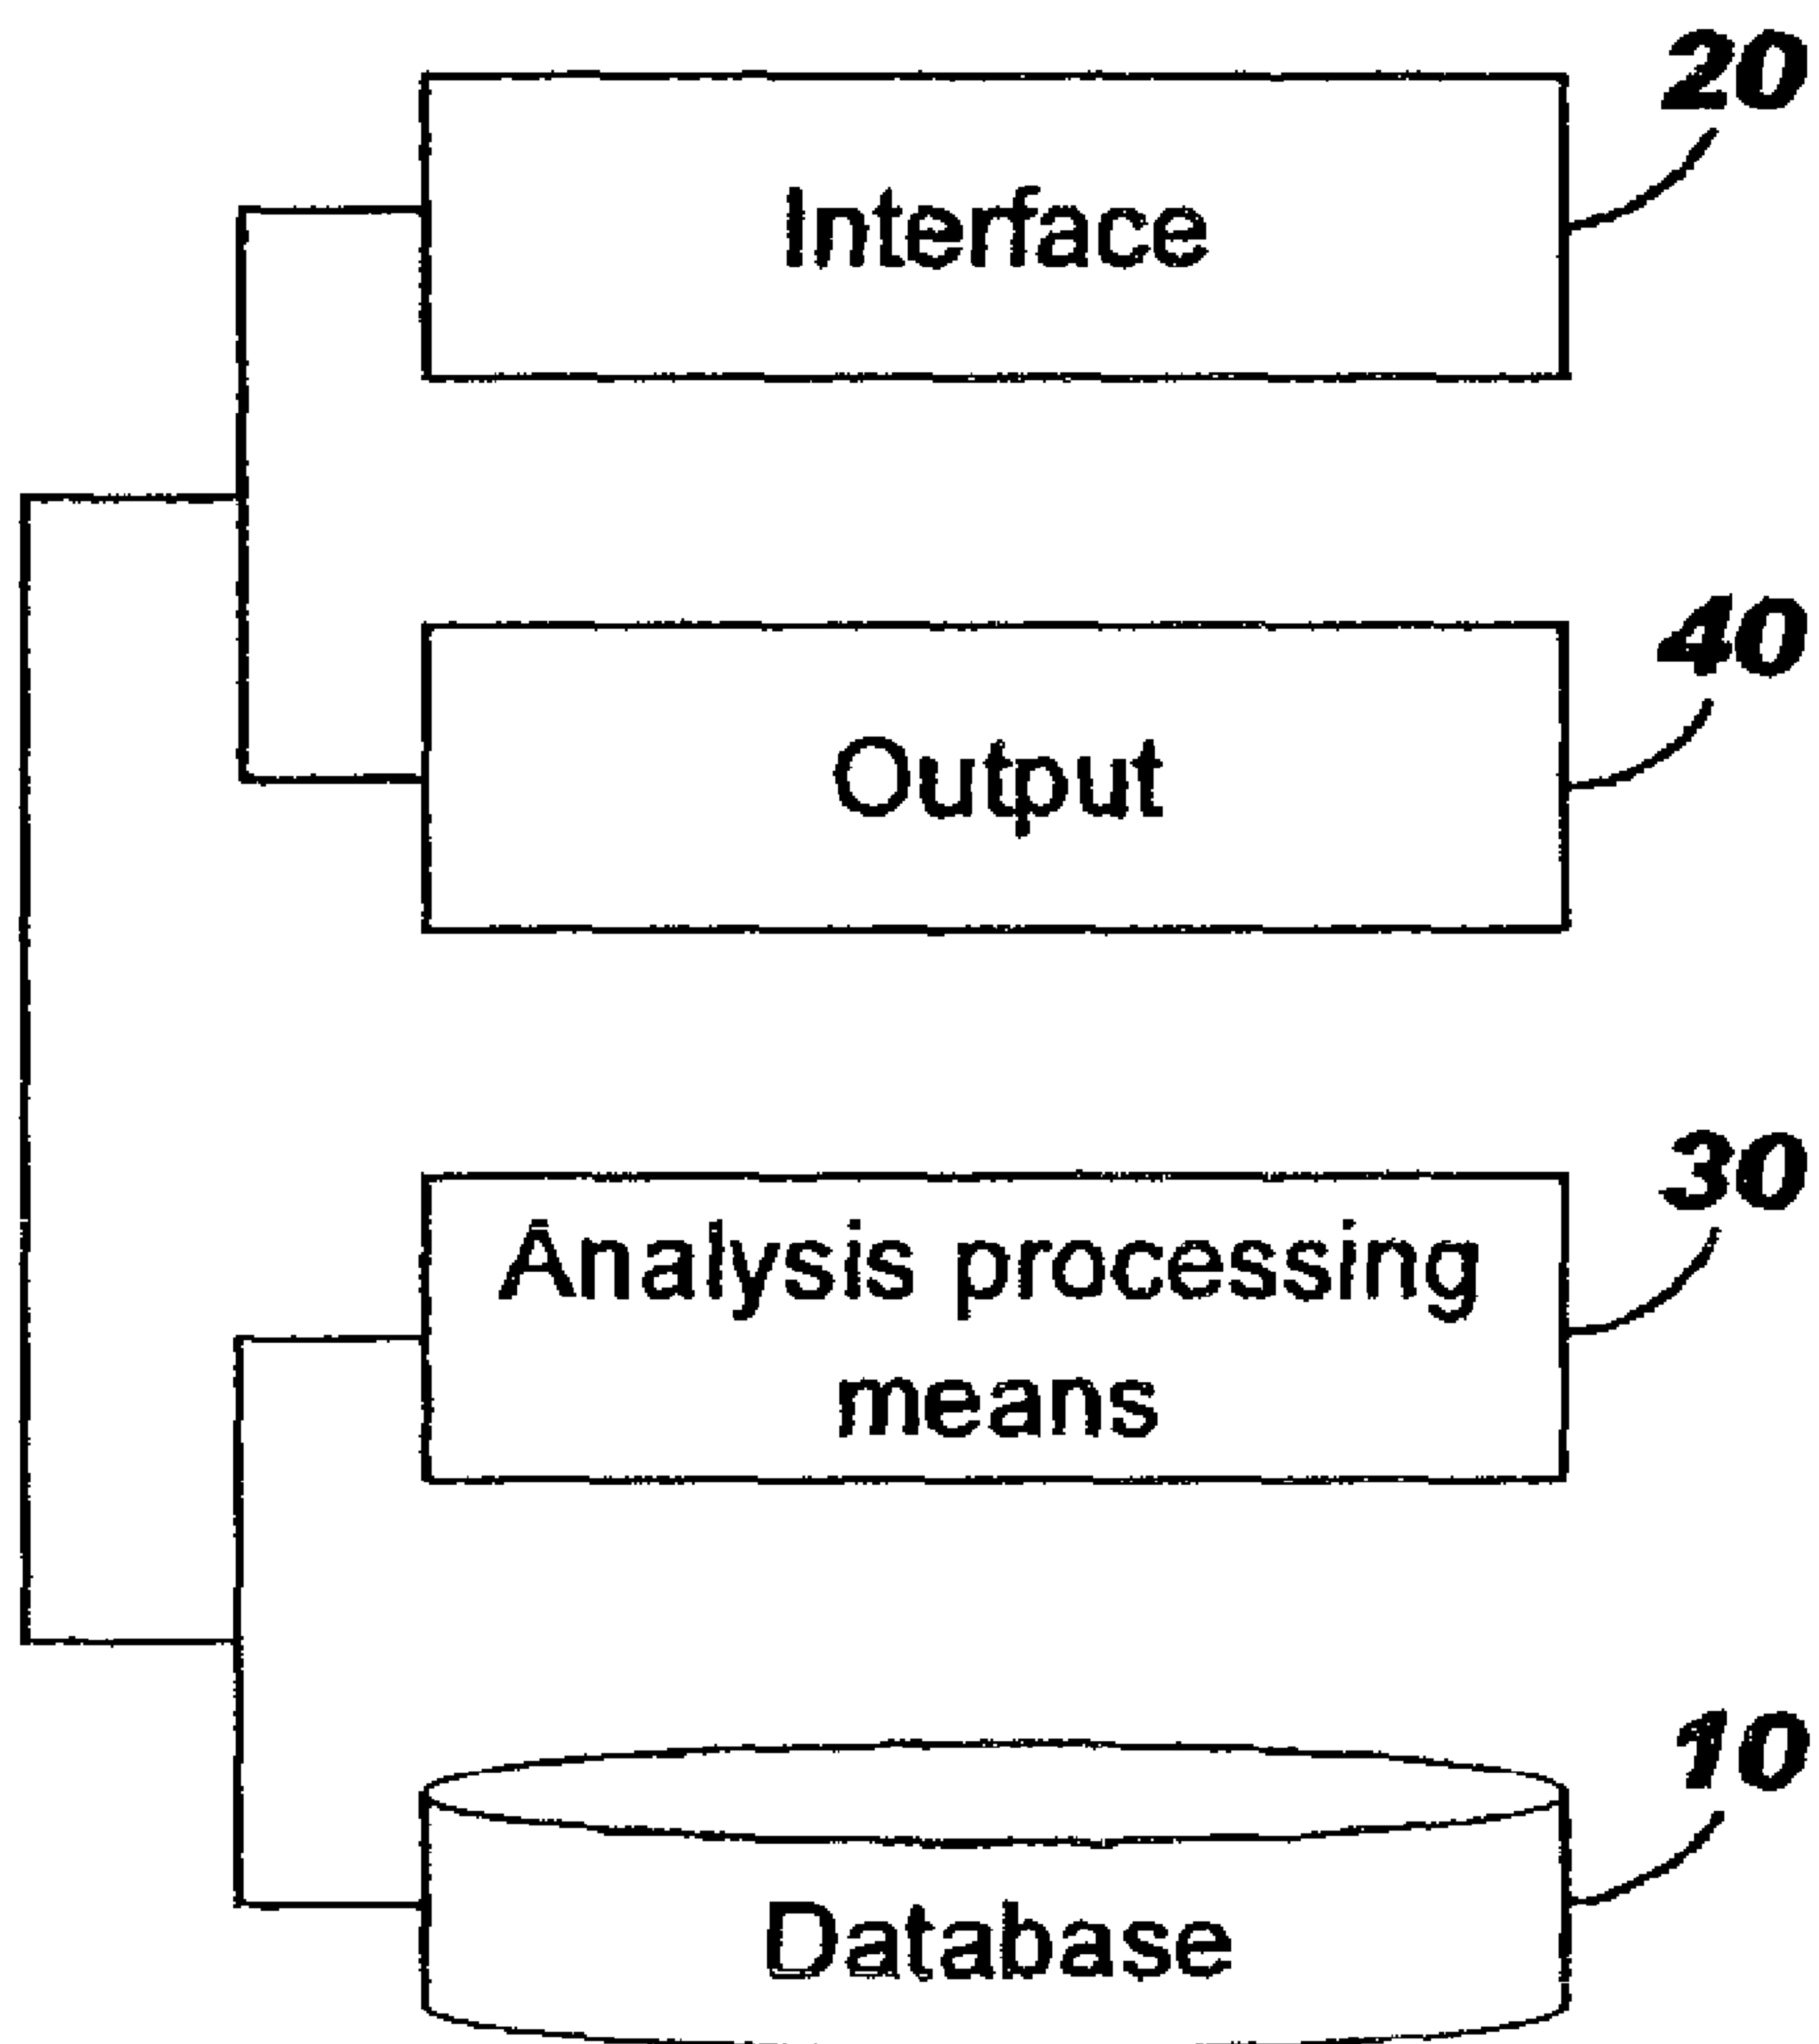 20
Interface
40
Output
30
Analysis processing
means
10
Database